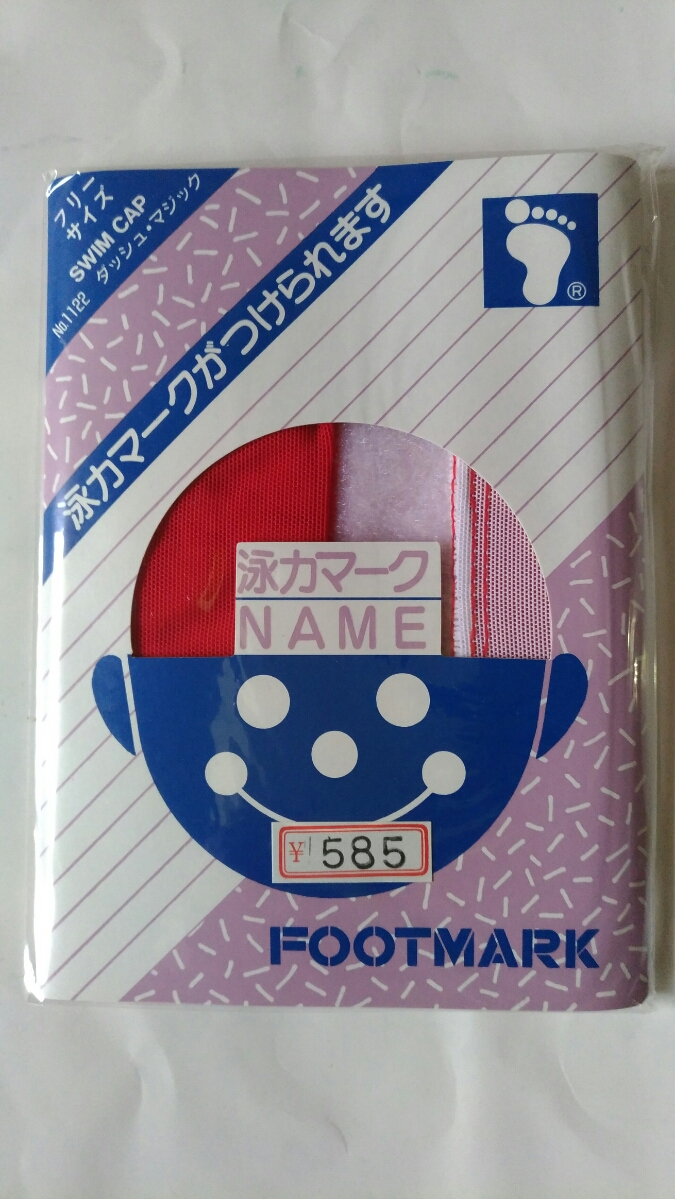 フリー
サイズ
SWIM CAP
No.1122 ダッシュ・マジック
泳力マークがつけられます
®
泳力マーク
NAME
¥ 585
FOOTMARK